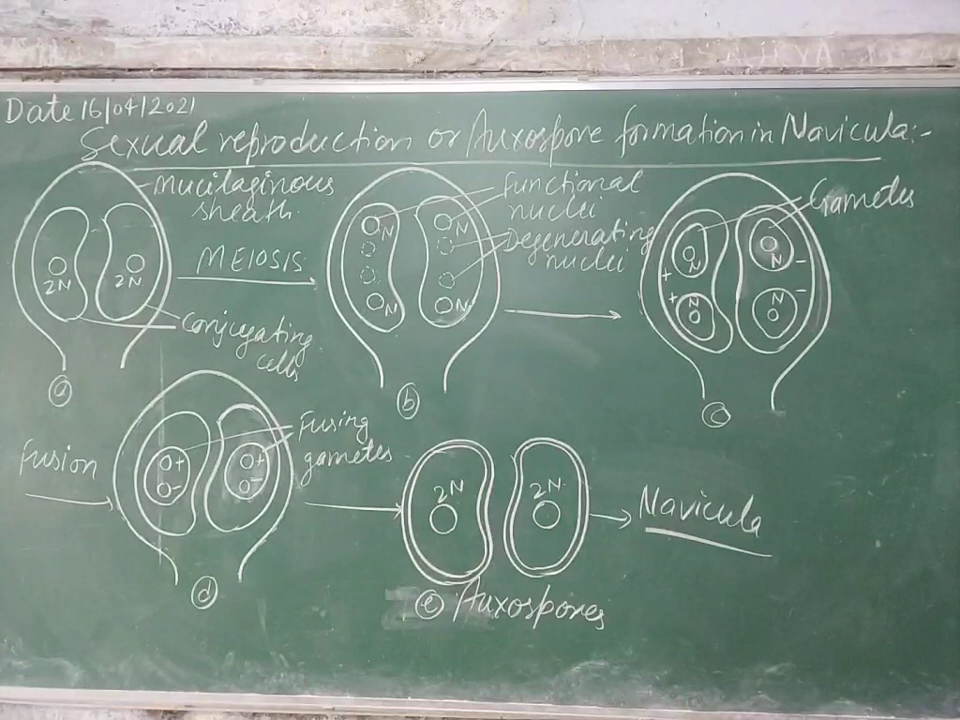 Date 16/04/2021
Sexual reproduction or Auxospore formation in Navicula:-
Mucilaginous
sheath.
2N
2N
MEIOSIS
Conjugating
cells
a
Functional
nuclei
Degenerating
nuclei
N
N
N
N
b
Gametes
N
N
+
-
+
-
N
N
c
Fusion
Fusing
gametes
+
+
-
-
d
2N
2N
e Auxospores
Navicula